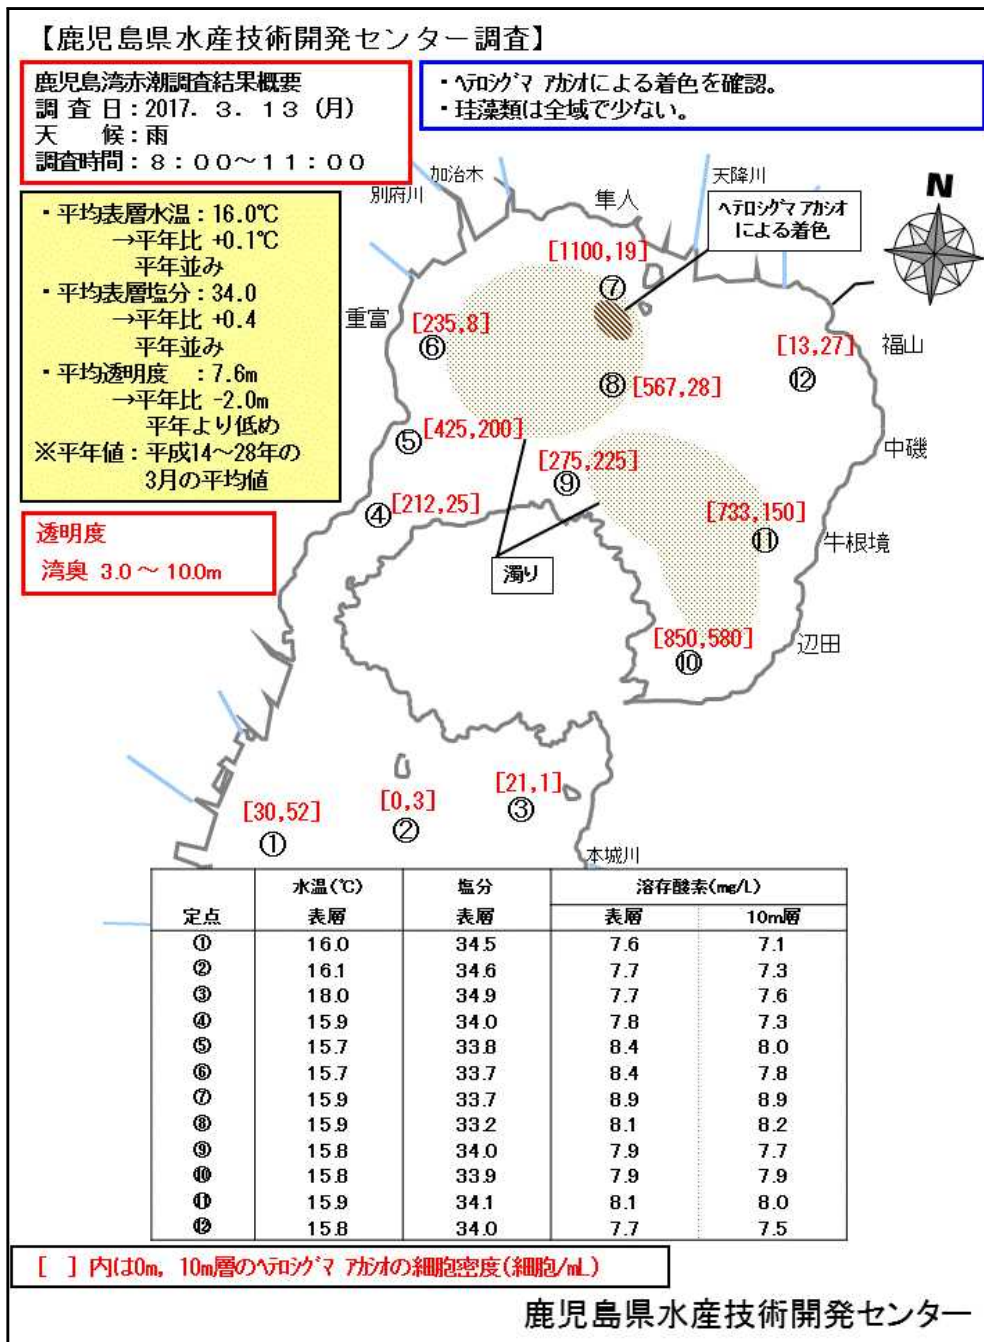 【鹿児島県水産技術開発センター調査】
鹿児島湾赤潮調査結果概要
調 査 日：2017. 3. 13 (月)
天　　候：雨
調査時間：8：00～11：00
・ﾍﾃﾛｼｸﾞﾏ ｱｶｼｵによる着色を確認。
・珪藻類は全域で少ない。
・平均表層水温：16.0℃
→平年比 +0.1℃
平年並み
・平均表層塩分：34.0
→平年比 +0.4
平年並み
・平均透明度　：7.6m
→平年比 -2.0m
平年より低め
※平年値：平成14～28年の
3月の平均値
透明度
湾奥 3.0 ～ 10.0m
加治木
別府川
隼人
天降川
N
ﾍﾃﾛｼｸﾞﾏ ｱｶｼｵ
による着色
[1100,19]
⑦
重富
[235,8]
⑥
[13,27]
⑫
福山
⑧
[567,28]
⑤
[425,200]
中磯
[275,225]
⑨
④
[212,25]
[733,150]
⑪
牛根境
濁り
[850,580]
⑩
辺田
[30,52]
①
[0,3]
②
[21,1]
③
本城川
水温(℃) 塩分 溶存酸素(mg/L)
定点 表層 表層 表層 10m層
① 16.0 34.5 7.6 7.1
② 16.1 34.6 7.7 7.3
③ 18.0 34.9 7.7 7.6
④ 15.9 34.0 7.8 7.3
⑤ 15.7 33.8 8.4 8.0
⑥ 15.7 33.7 8.4 7.8
⑦ 15.9 33.7 8.9 8.9
⑧ 15.9 33.2 8.1 8.2
⑨ 15.8 34.0 7.9 7.7
⑩ 15.8 33.9 7.9 7.9
⑪ 15.9 34.1 8.1 8.0
⑫ 15.8 34.0 7.7 7.5
[　] 内は0m, 10m層のﾍﾃﾛｼｸﾞﾏ ｱｶｼｵの細胞密度(細胞/mL)
鹿児島県水産技術開発センター